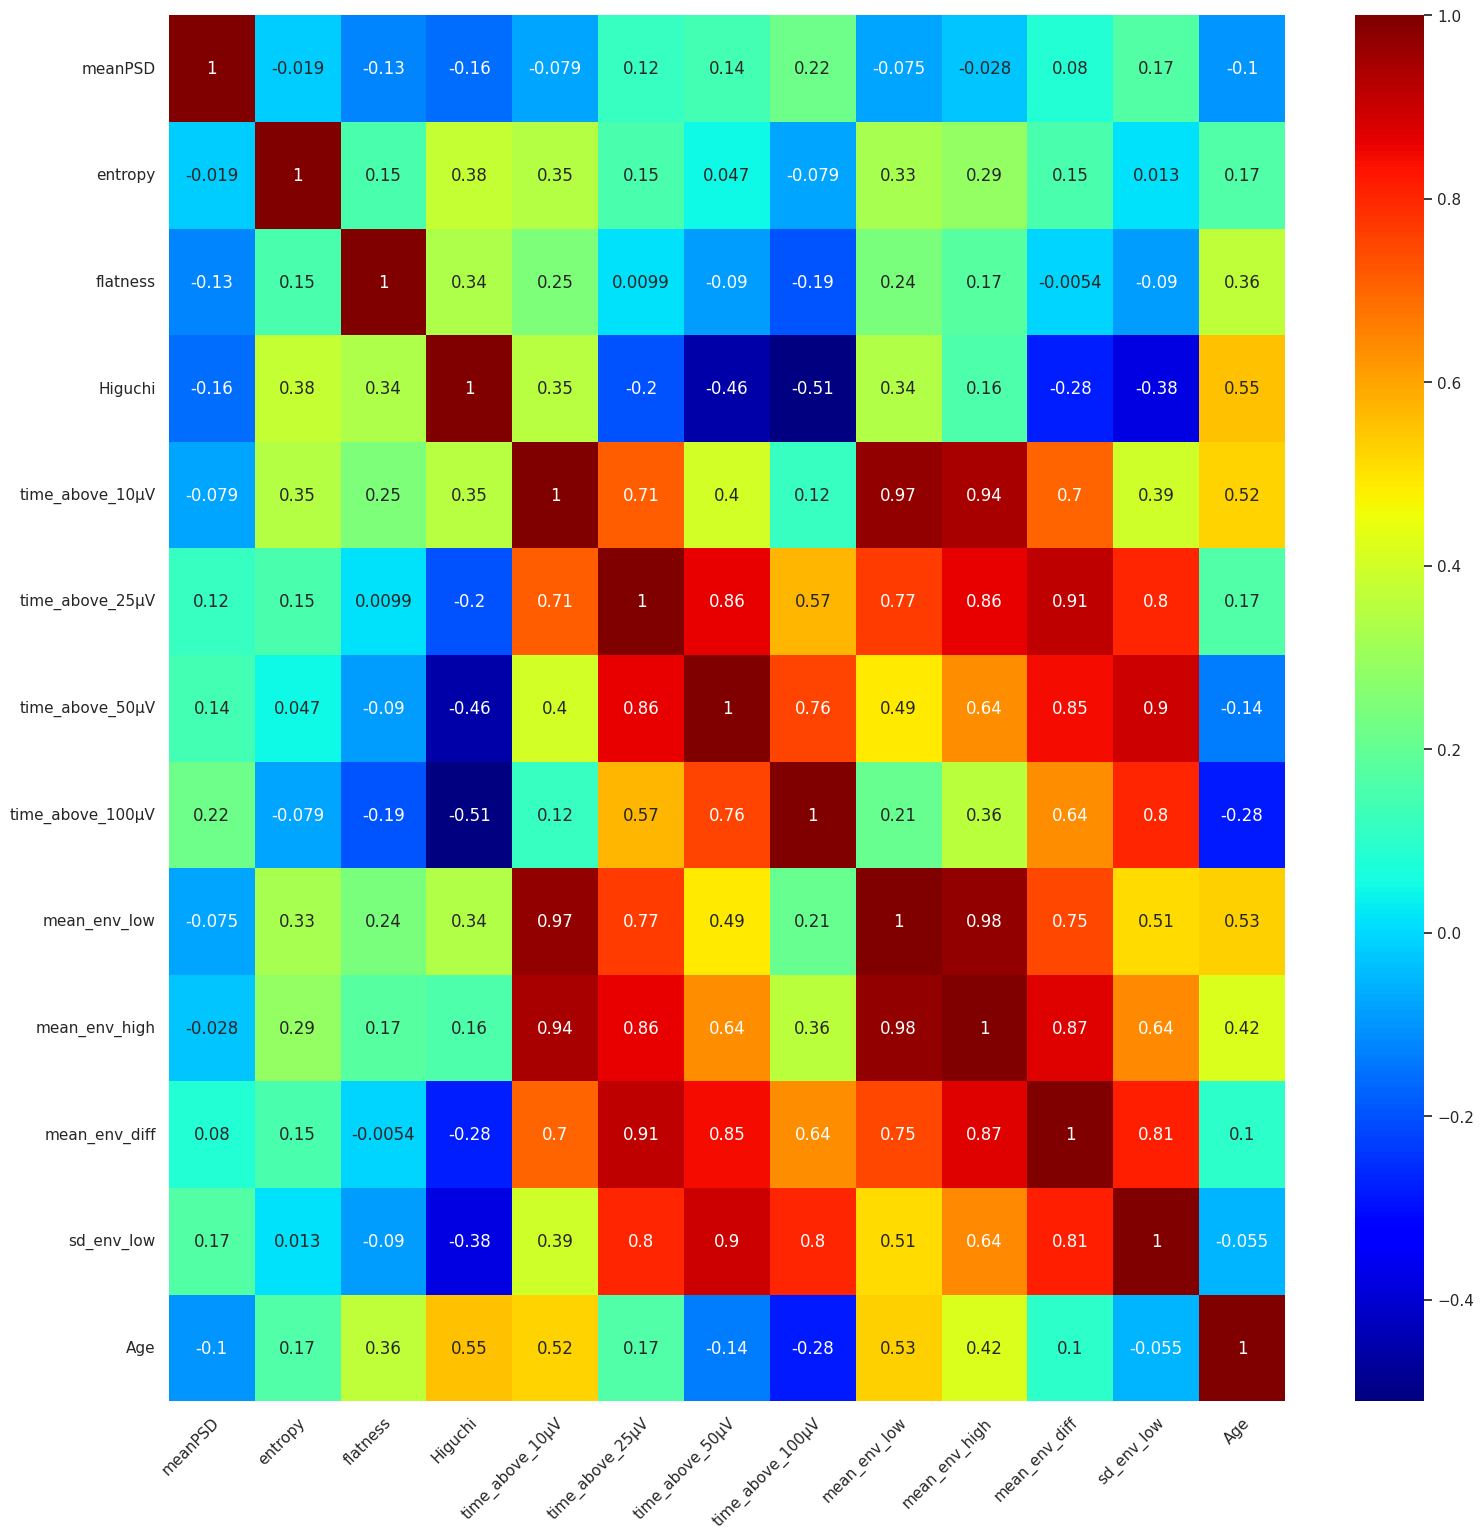 meanPSD 1 -0.019 -0.13 -0.16 -0.079 0.12 0.14 0.22 -0.075 -0.028 0.08 0.17 -0.1
entropy -0.019 1 0.15 0.38 0.35 0.15 0.047 -0.079 0.33 0.29 0.15 0.013 0.17
flatness -0.13 0.15 1 0.34 0.25 0.0099 -0.09 -0.19 0.24 0.17 -0.0054 -0.09 0.36
Higuchi -0.16 0.38 0.34 1 0.35 -0.2 -0.46 -0.51 0.34 0.16 -0.28 -0.38 0.55
time_above_10μV -0.079 0.35 0.25 0.35 1 0.71 0.4 0.12 0.97 0.94 0.7 0.39 0.52
time_above_25μV 0.12 0.15 0.0099 -0.2 0.71 1 0.86 0.57 0.77 0.86 0.91 0.8 0.17
time_above_50μV 0.14 0.047 -0.09 -0.46 0.4 0.86 1 0.76 0.49 0.64 0.85 0.9 -0.14
time_above_100μV 0.22 -0.079 -0.19 -0.51 0.12 0.57 0.76 1 0.21 0.36 0.64 0.8 -0.28
mean_env_low -0.075 0.33 0.24 0.34 0.97 0.77 0.49 0.21 1 0.98 0.75 0.51 0.53
mean_env_high -0.028 0.29 0.17 0.16 0.94 0.86 0.64 0.36 0.98 1 0.87 0.64 0.42
mean_env_diff 0.08 0.15 -0.0054 -0.28 0.7 0.91 0.85 0.64 0.75 0.87 1 0.81 0.1
sd_env_low 0.17 0.013 -0.09 -0.38 0.39 0.8 0.9 0.8 0.51 0.64 0.81 1 -0.055
Age -0.1 0.17 0.36 0.55 0.52 0.17 -0.14 -0.28 0.53 0.42 0.1 -0.055 1
meanPSD entropy flatness Higuchi time_above_10μV time_above_25μV time_above_50μV time_above_100μV mean_env_low mean_env_high mean_env_diff sd_env_low Age
1.0
0.8
0.6
0.4
0.2
0.0
−0.2
−0.4